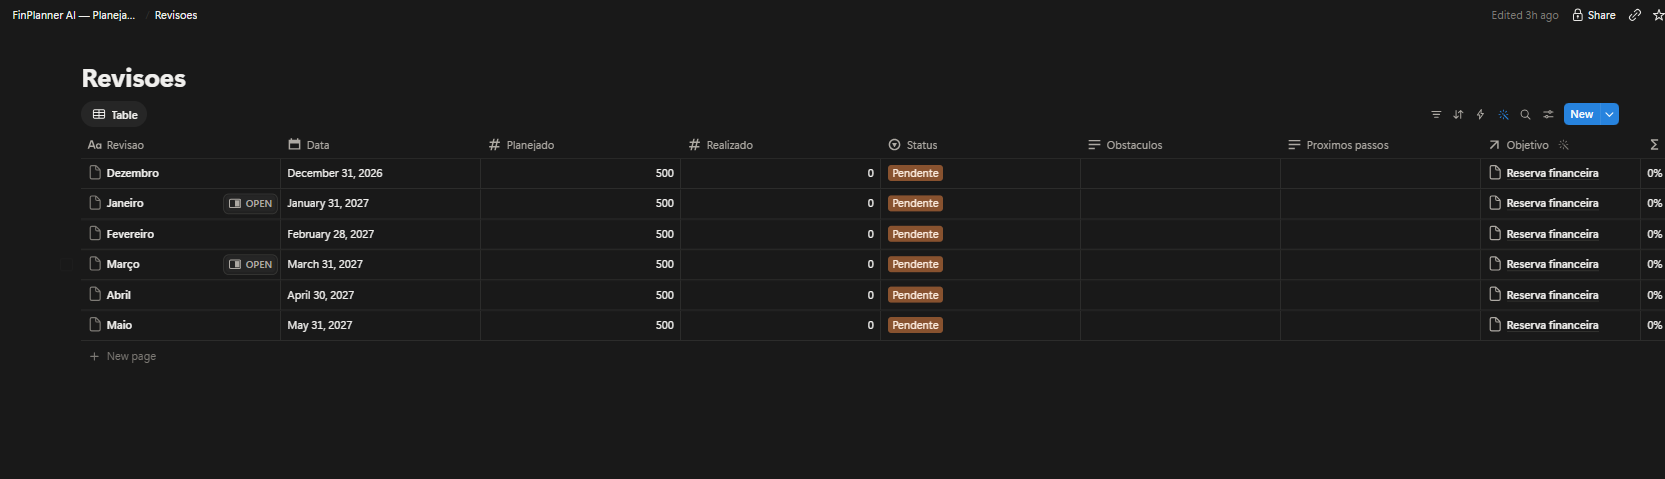 FinPlanner AI — Planeja... / Revisoes Edited 3h ago Share
Revisoes
Table New
Aa Revisao Data # Planejado # Realizado Status Obstaculos Proximos passos Objetivo Σ
Dezembro December 31, 2026 500 0 Pendente Reserva financeira 0%
Janeiro OPEN January 31, 2027 500 0 Pendente Reserva financeira 0%
Fevereiro February 28, 2027 500 0 Pendente Reserva financeira 0%
Março OPEN March 31, 2027 500 0 Pendente Reserva financeira 0%
Abril April 30, 2027 500 0 Pendente Reserva financeira 0%
Maio May 31, 2027 500 0 Pendente Reserva financeira 0%
+ New page